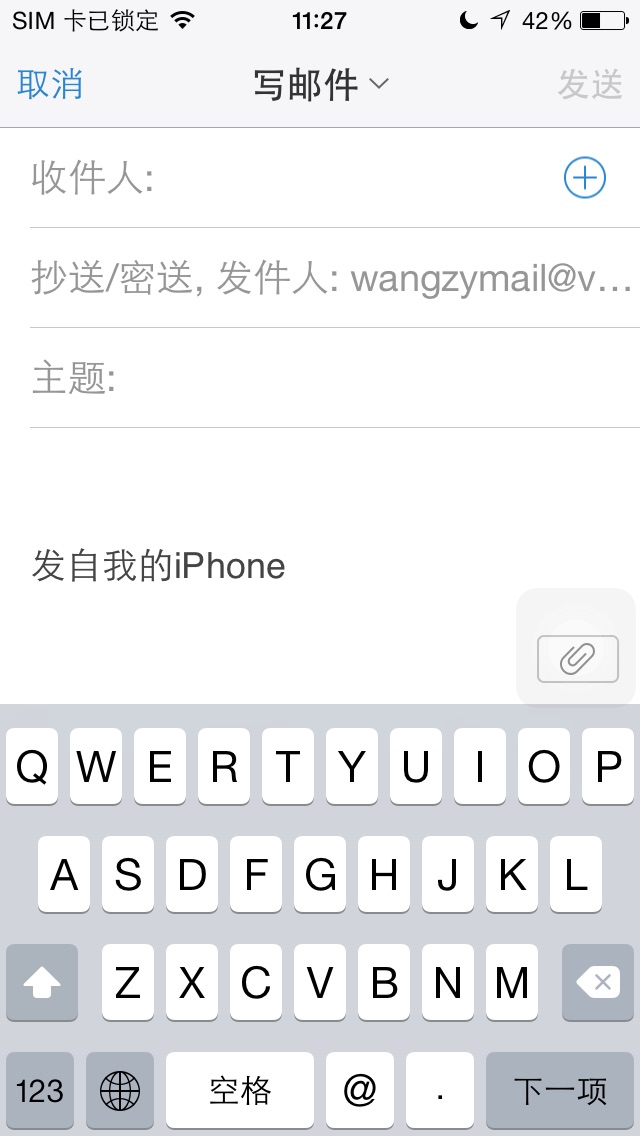 SIM 卡已锁定 11:27 42%
取消 写邮件 发送
收件人:
抄送/密送, 发件人: wangzymail@v...
主题:
发自我的iPhone
Q W E R T Y U I O P
A S D F G H J K L
Z X C V B N M
123 空格 @ . 下一项